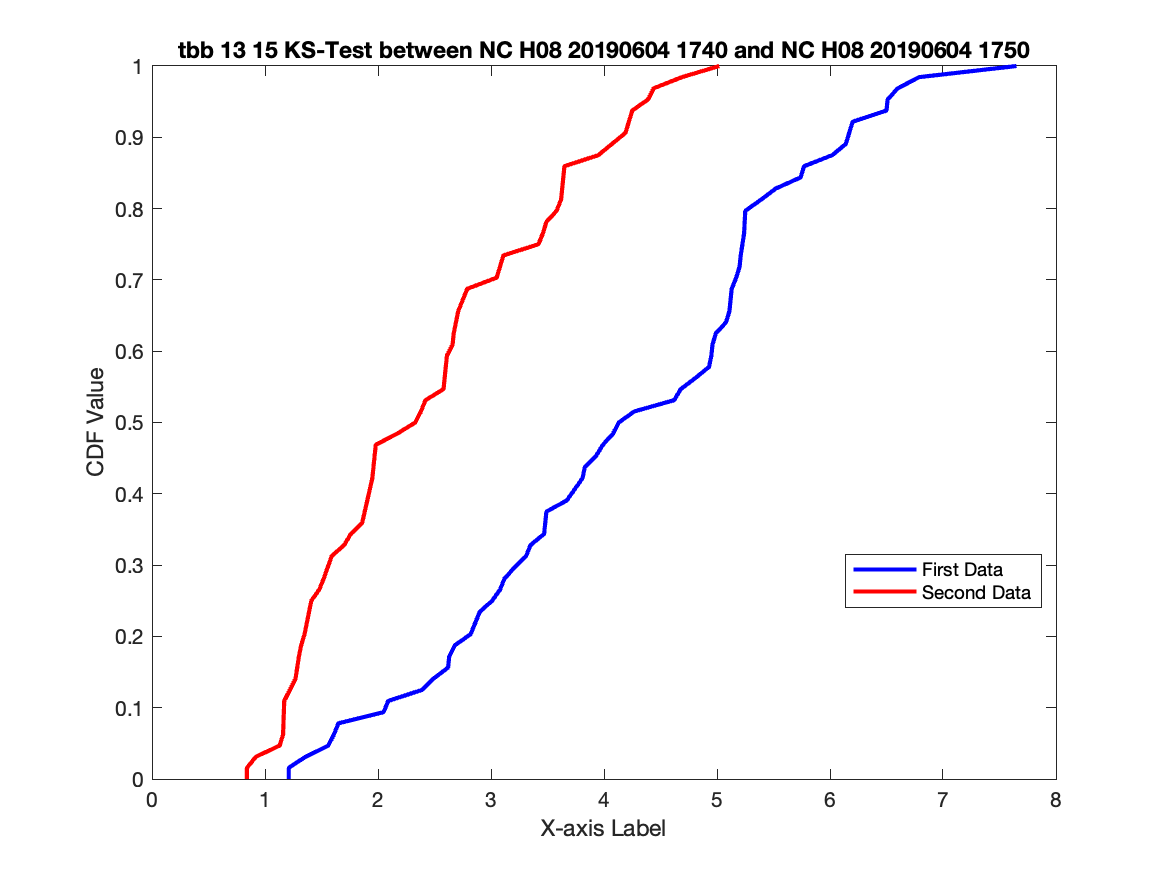 tbb 13 15 KS-Test between NC H08 20190604 1740 and NC H08 20190604 1750
1
0.9
0.8
0.7
0.6
0.5
0.4
0.3
0.2
0.1
0
CDF Value
First Data
Second Data
0 1 2 3 4 5 6 7 8
X-axis Label